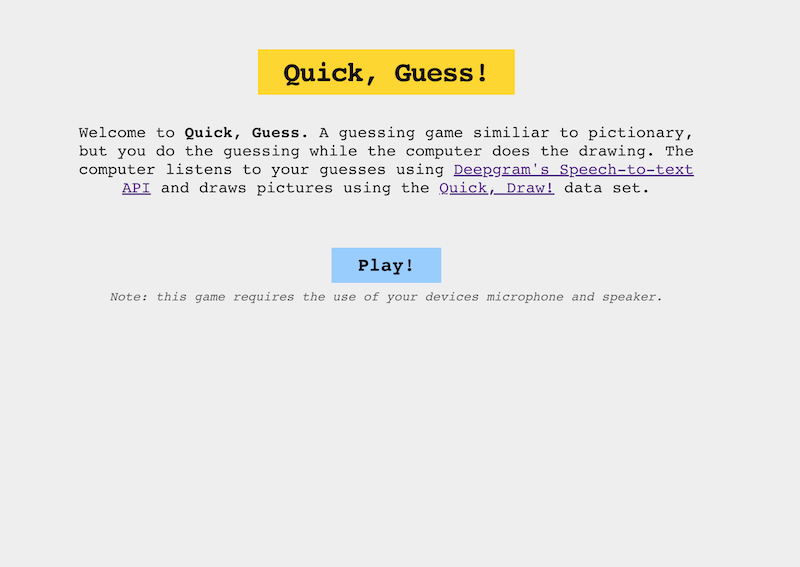 Quick, Guess!
Welcome to Quick, Guess. A guessing game similiar to pictionary,
but you do the guessing while the computer does the drawing. The
computer listens to your guesses using Deepgram's Speech-to-text
API and draws pictures using the Quick, Draw! data set.
Play!
Note: this game requires the use of your devices microphone and speaker.